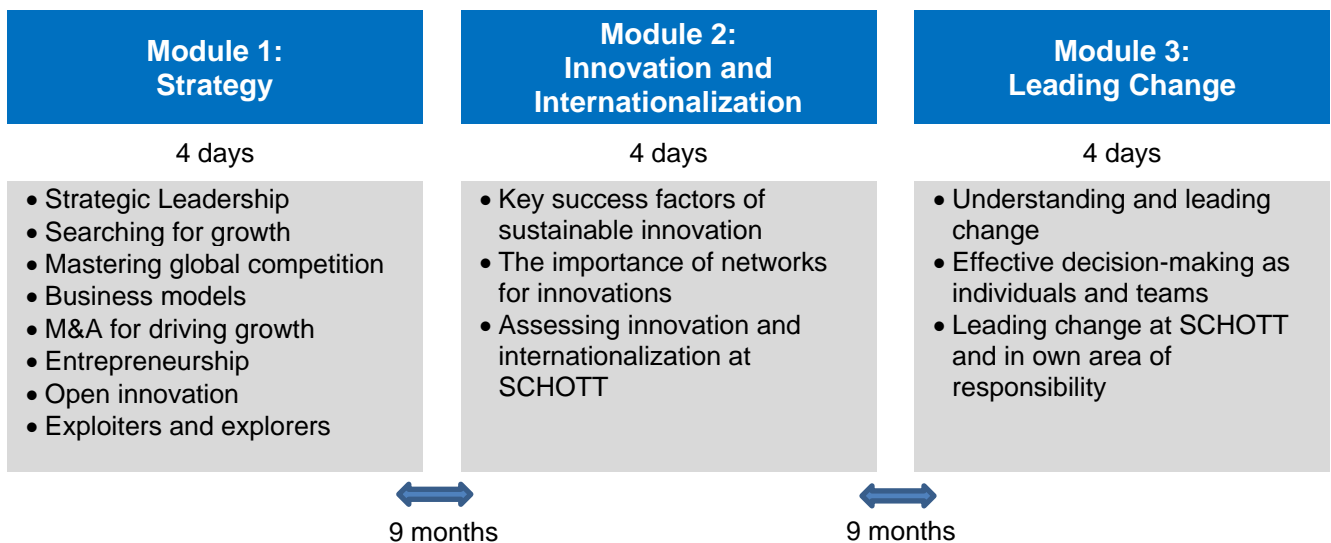 Module 1:
Strategy
4 days
• Strategic Leadership
• Searching for growth
• Mastering global competition
• Business models
• M&A for driving growth
• Entrepreneurship
• Open innovation
• Exploiters and explorers
Module 2:
Innovation and
Internationalization
4 days
• Key success factors of
sustainable innovation
• The importance of networks
for innovations
• Assessing innovation and
internationalization at
SCHOTT
Module 3:
Leading Change
4 days
• Understanding and leading
change
• Effective decision-making as
individuals and teams
• Leading change at SCHOTT
and in own area of
responsibility
9 months
9 months